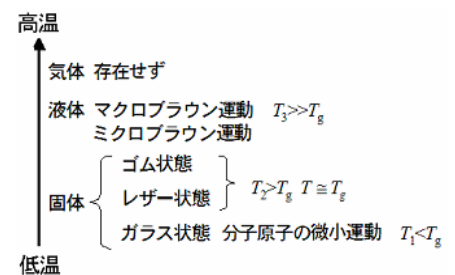 高温
気体 存在せず
液体 マクロブラウン運動 T₃>>Tg
ミクロブラウン運動
ゴム状態
固体 レザー状態 T₂>Tg T≅Tg
ガラス状態 分子原子の微小運動 T₁<Tg
低温